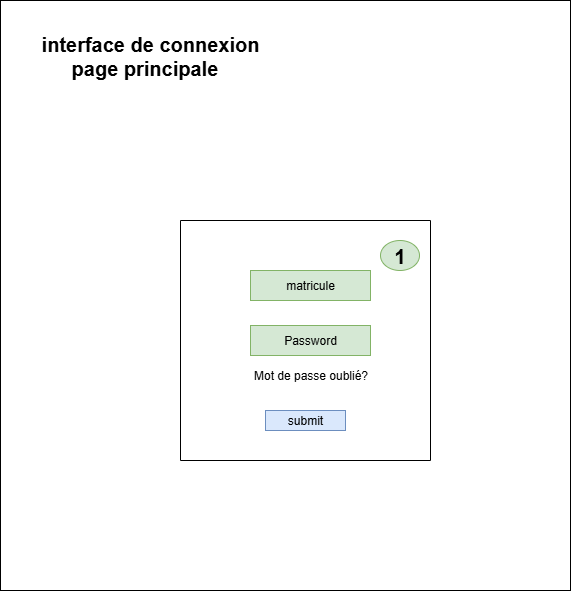 interface de connexion
page principale
1
matricule
Password
Mot de passe oublié?
submit